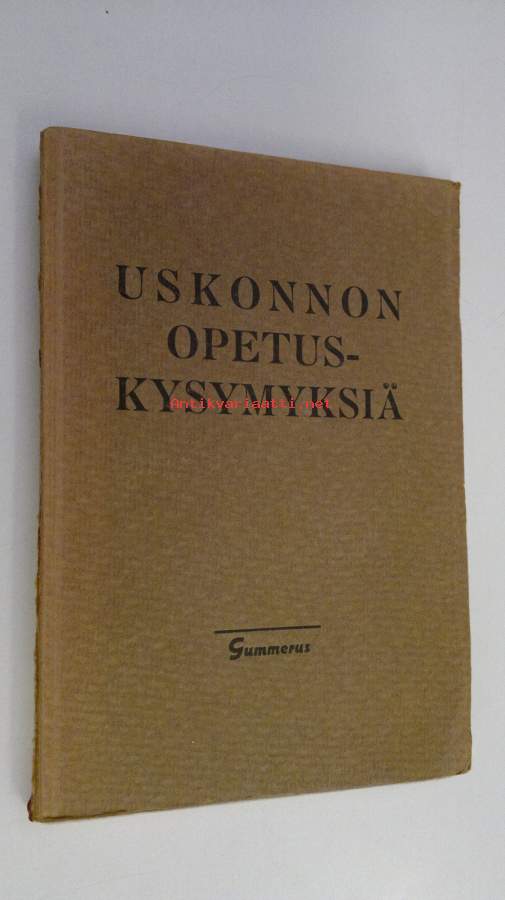 USKONNON
OPETUS-
KYSYMYKSIÄ
Antikvariaatti.net
Gummerus